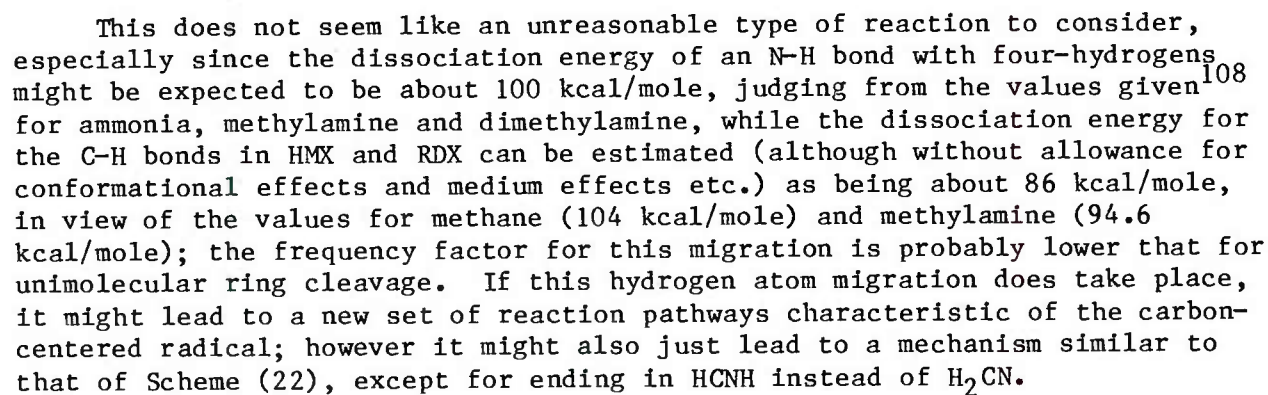 This does not seem like an unreasonable type of reaction to consider,
especially since the dissociation energy of an N-H bond with four-hydrogens
might be expected to be about 100 kcal/mole, judging from the values given108
for ammonia, methylamine and dimethylamine, while the dissociation energy for
the C-H bonds in HMX and RDX can be estimated (although without allowance for
conformational effects and medium effects etc.) as being about 86 kcal/mole,
in view of the values for methane (104 kcal/mole) and methylamine (94.6
kcal/mole); the frequency factor for this migration is probably lower that for
unimolecular ring cleavage. If this hydrogen atom migration does take place,
it might lead to a new set of reaction pathways characteristic of the carbon-
centered radical; however it might also just lead to a mechanism similar to
that of Scheme (22), except for ending in HCNH instead of H2CN.